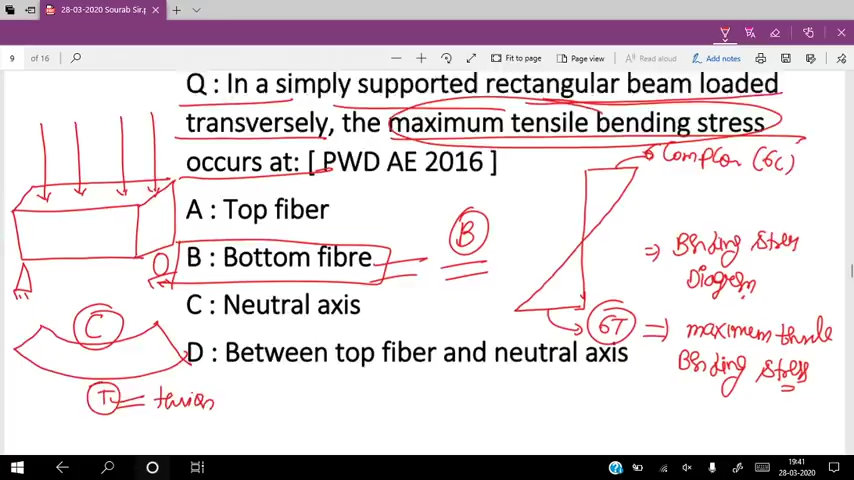 28-03-2020 Sourab Sir.p
9 of 16
Fit to page
Page view
Read aloud
Add notes
Q : In a simply supported rectangular beam loaded
transversely, the maximum tensile bending stress
occurs at: [ PWD AE 2016 ]
A : Top fiber
B : Bottom fibre
C : Neutral axis
D : Between top fiber and neutral axis
B
(σc)
⇒ Bending stress
Diagram
σT ⇒ maximum tensile
Bending stress
C
T = tension
19:41
28-03-2020